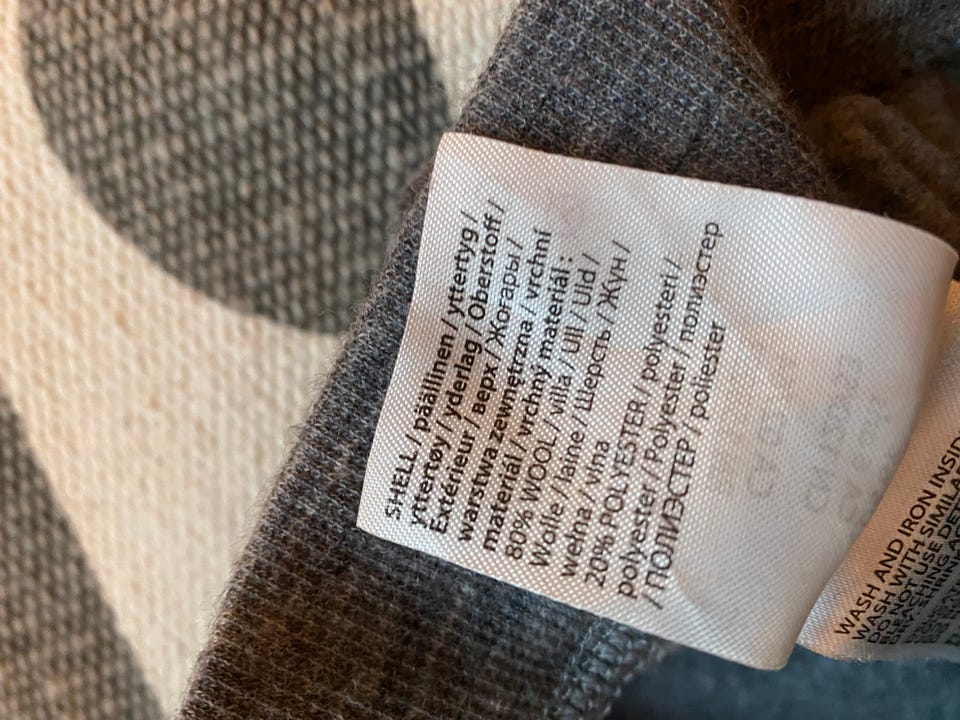 SHELL / päällinen / yttertyg /
yttertøy / yderlag / Oberstoff /
Extérieur / верх / Жоғары /
warstwa zewnętrzna / vrchní
materiál / vrchný materiál :
80% WOOL / villa / Ull / Uld /
Wolle / laine / Шерсть / Жүн /
wełna / vlna
20% POLYESTER / polyesteri /
polyester / Polyester / полиэстер
/ ПОЛИЭСТЕР / poliester
WASH AND IRON INSID
WASH WITH SIMILA
DO NOT USE DET